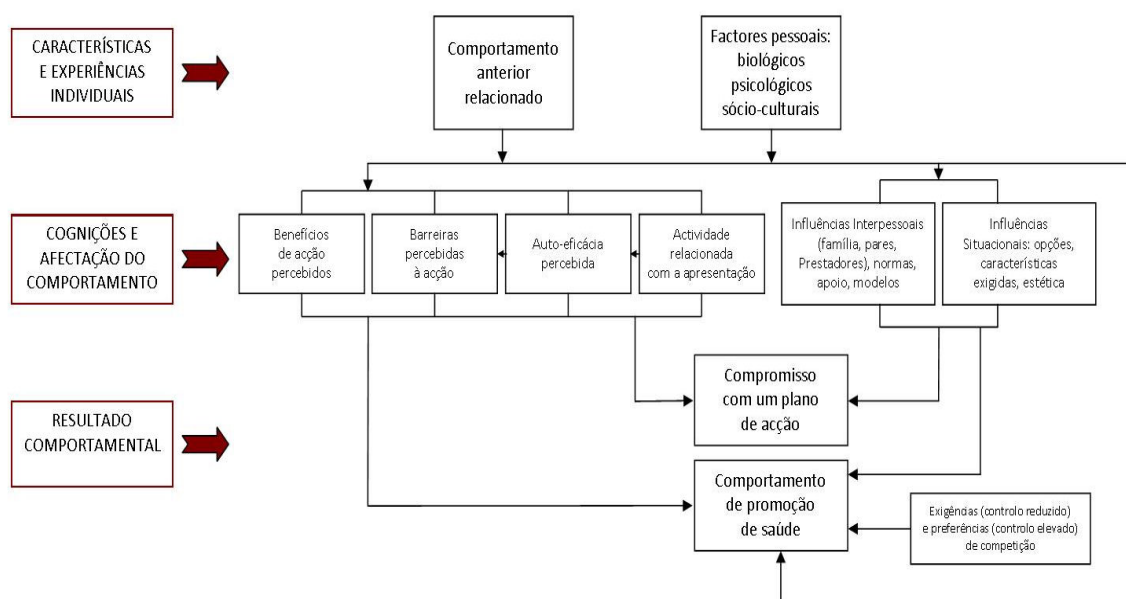 CARACTERÍSTICAS
E EXPERIÊNCIAS
INDIVIDUAIS
Comportamento
anterior
relacionado
Factores pessoais:
biológicos
psicológicos
sócio-culturais
COGNIÇÕES E
AFECTAÇÃO DO
COMPORTAMENTO
Benefícios
de acção
percebidos
Barreiras
percebidas
à acção
Auto-eficácia
percebida
Actividade
relacionada
com a apresentação
Influências Interpessoais
(família, pares,
Prestadores), normas,
apoio, modelos
Influências
Situacionais: opções,
características
exigidas, estética
RESULTADO
COMPORTAMENTAL
Compromisso
com um plano
de acção
Comportamento
de promoção
de saúde
Exigências (controlo reduzido)
e preferências (controlo elevado)
de competição